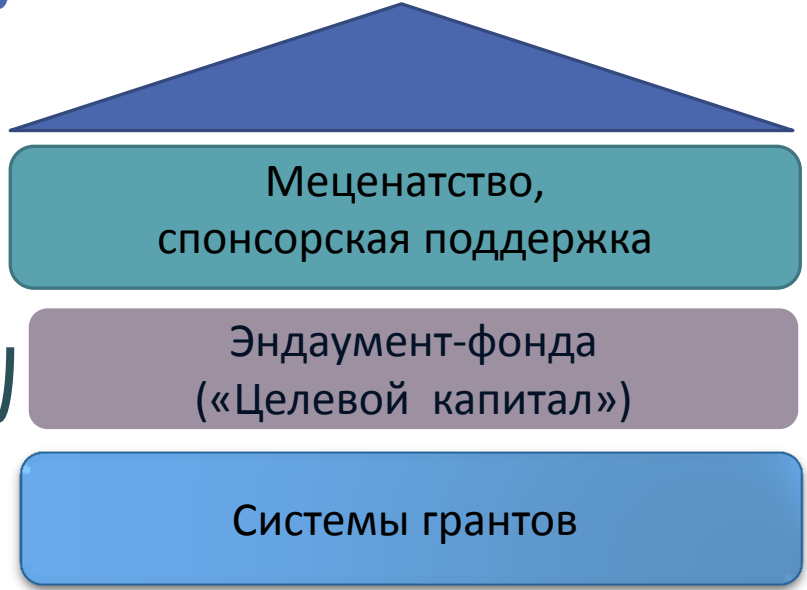 Меценатство,
спонсорская поддержка
Эндаумент-фонда
(«Целевой капитал»)
Системы грантов